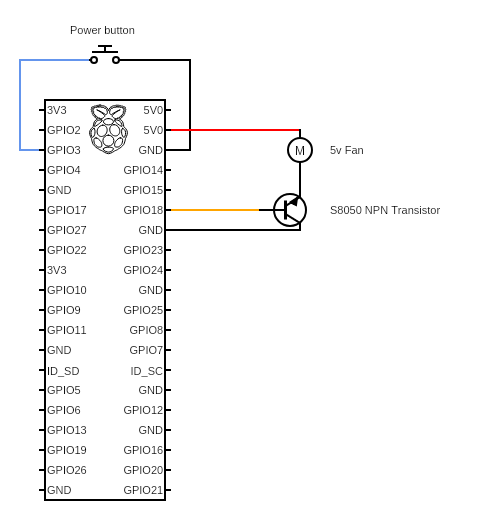 Power button
3V3 5V0
GPIO2 5V0
GPIO3 GND
GPIO4 GPIO14
GND GPIO15
GPIO17 GPIO18
GPIO27 GND
GPIO22 GPIO23
3V3 GPIO24
GPIO10 GND
GPIO9 GPIO25
GPIO11 GPIO8
GND GPIO7
ID_SD ID_SC
GPIO5 GND
GPIO6 GPIO12
GPIO13 GND
GPIO19 GPIO16
GPIO26 GPIO20
GND GPIO21
M 5v Fan
S8050 NPN Transistor